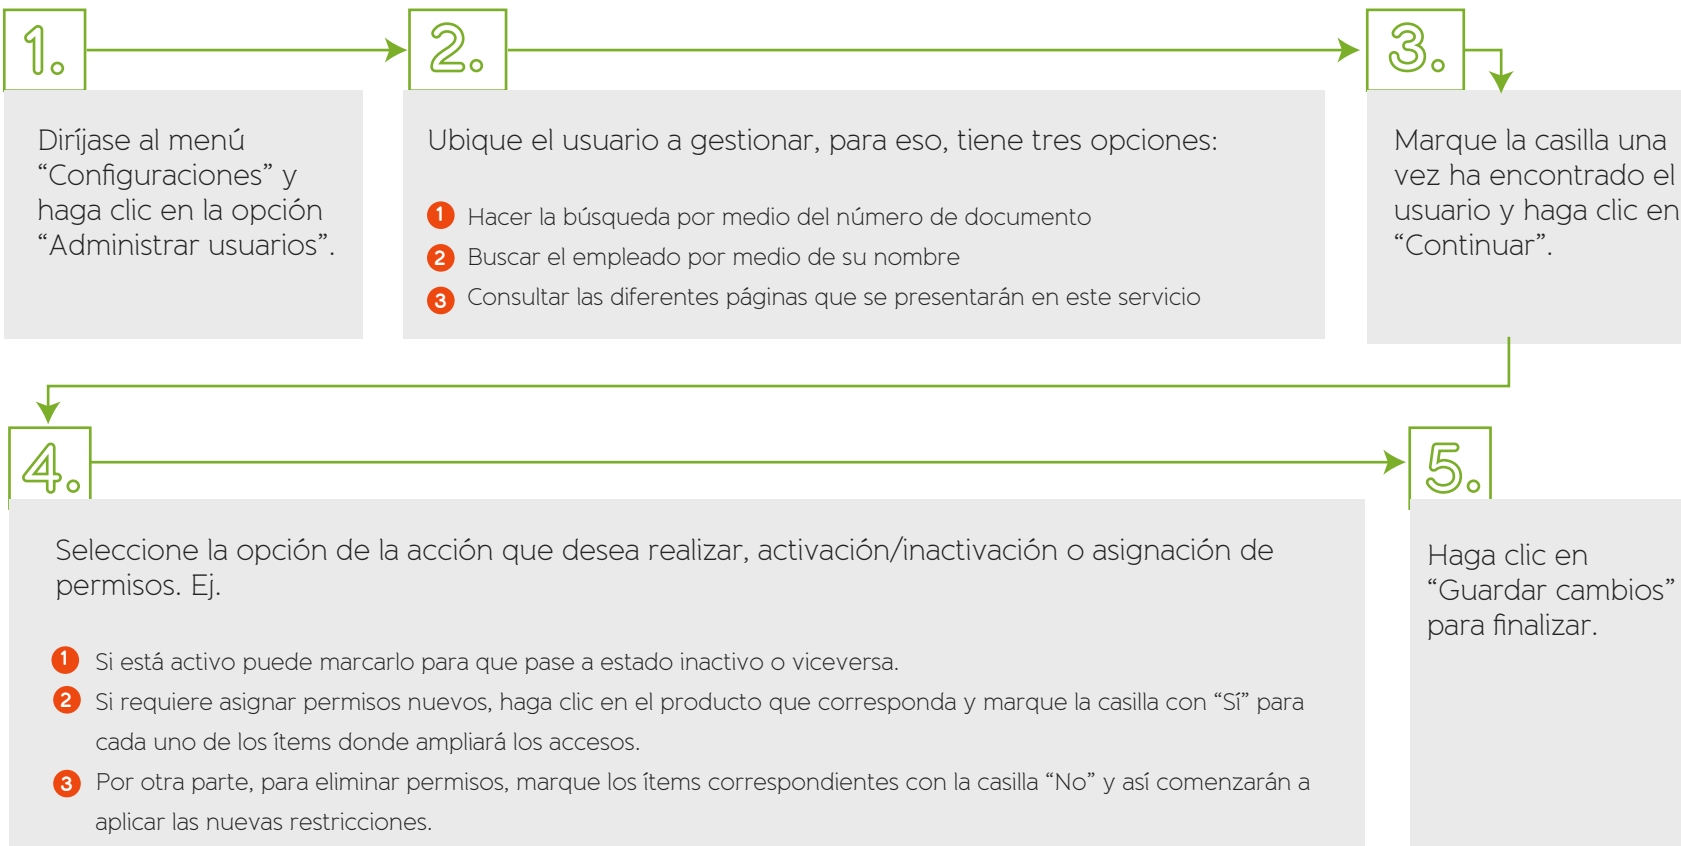 1.
Diríjase al menú
“Configuraciones” y
haga clic en la opción
“Administrar usuarios”.
2.
Ubique el usuario a gestionar, para eso, tiene tres opciones:
1 Hacer la búsqueda por medio del número de documento
2 Buscar el empleado por medio de su nombre
3 Consultar las diferentes páginas que se presentarán en este servicio
3.
Marque la casilla una
vez ha encontrado el
usuario y haga clic en
“Continuar”.
4.
Seleccione la opción de la acción que desea realizar, activación/inactivación o asignación de
permisos. Ej.
1 Si está activo puede marcarlo para que pase a estado inactivo o viceversa.
2 Si requiere asignar permisos nuevos, haga clic en el producto que corresponda y marque la casilla con “Sí” para
cada uno de los ítems donde ampliará los accesos.
3 Por otra parte, para eliminar permisos, marque los ítems correspondientes con la casilla “No” y así comenzarán a
aplicar las nuevas restricciones.
5.
Haga clic en
“Guardar cambios”
para finalizar.